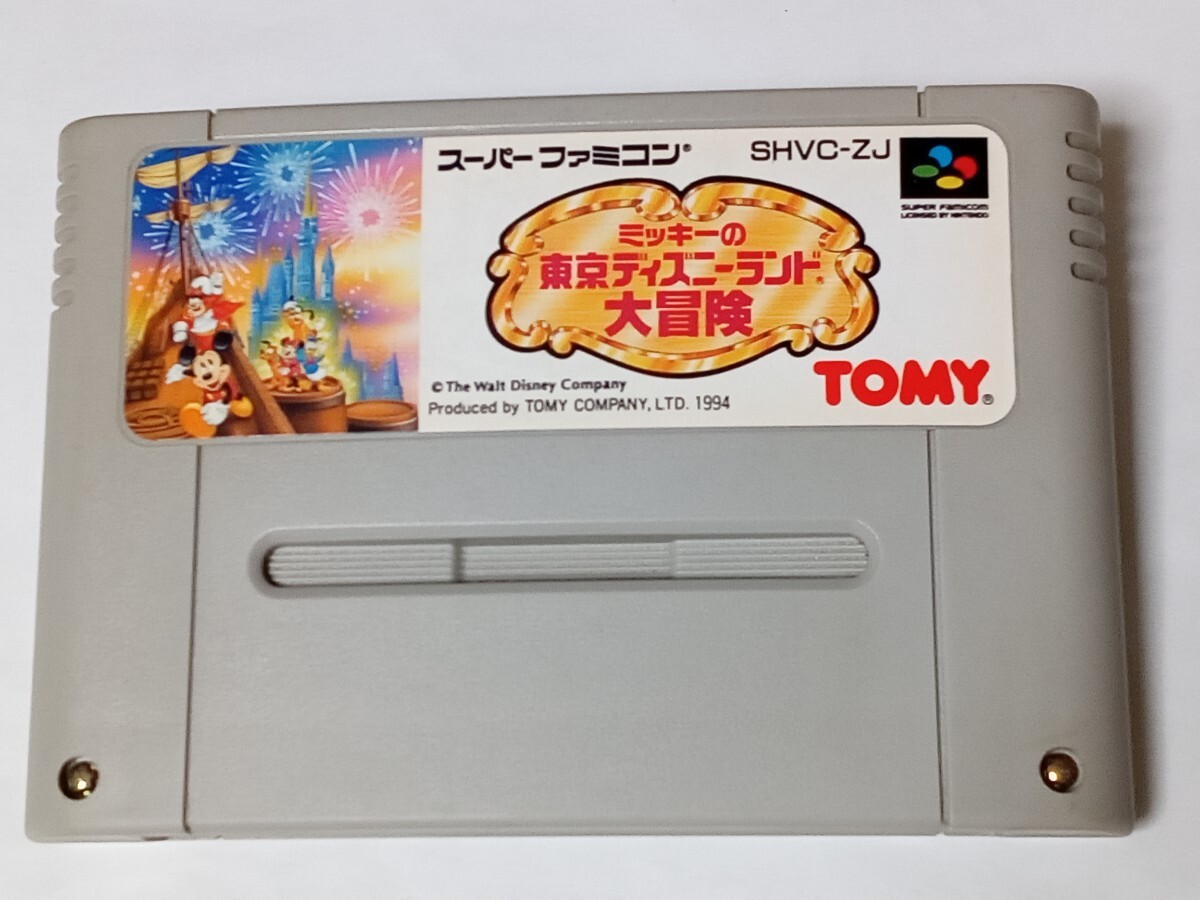 スーパーファミコン®
SHVC-ZJ
SUPER FAMICOM
LICENSED BY NINTENDO
ミッキーの
東京ディズニーランド®
大冒険
© The Walt Disney Company
Produced by TOMY COMPANY, LTD. 1994
TOMY®